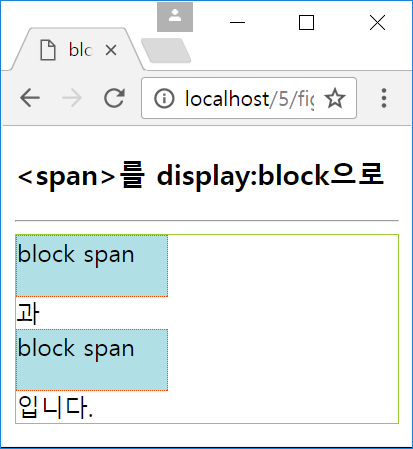 blc
localhost/5/fig
<span>를 display:block으로
block span
과
block span
입니다.